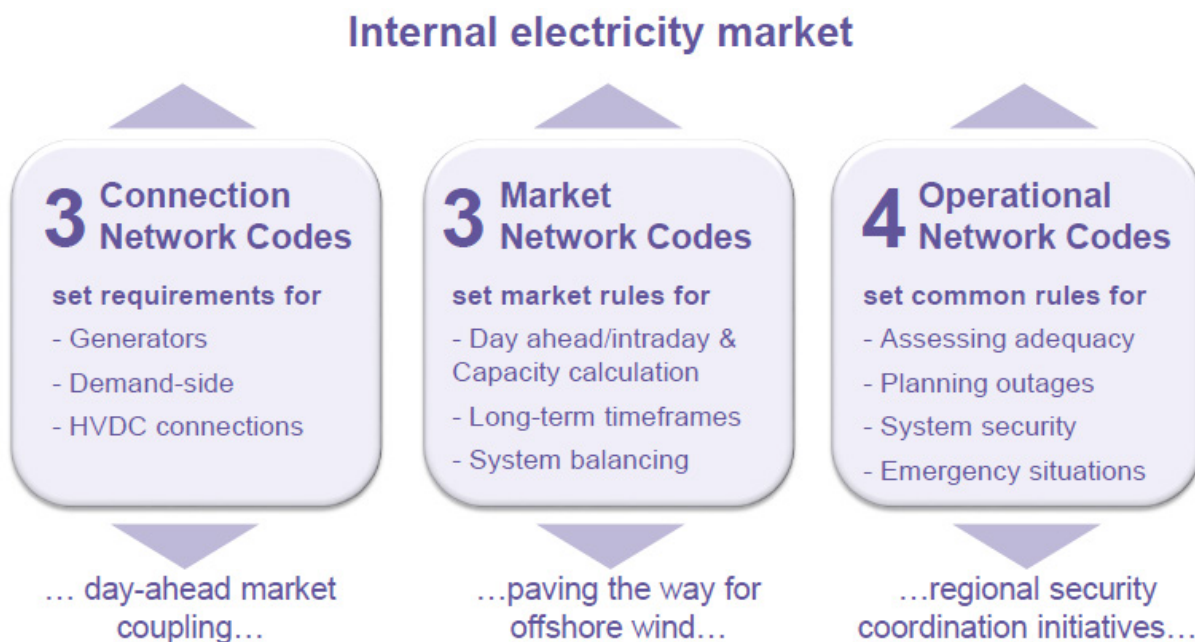 Internal electricity market
3 Connection
Network Codes
set requirements for
- Generators
- Demand-side
- HVDC connections
… day-ahead market
coupling…
3 Market
Network Codes
set market rules for
- Day ahead/intraday &
Capacity calculation
- Long-term timeframes
- System balancing
…paving the way for
offshore wind…
4 Operational
Network Codes
set common rules for
- Assessing adequacy
- Planning outages
- System security
- Emergency situations
…regional security
coordination initiatives…